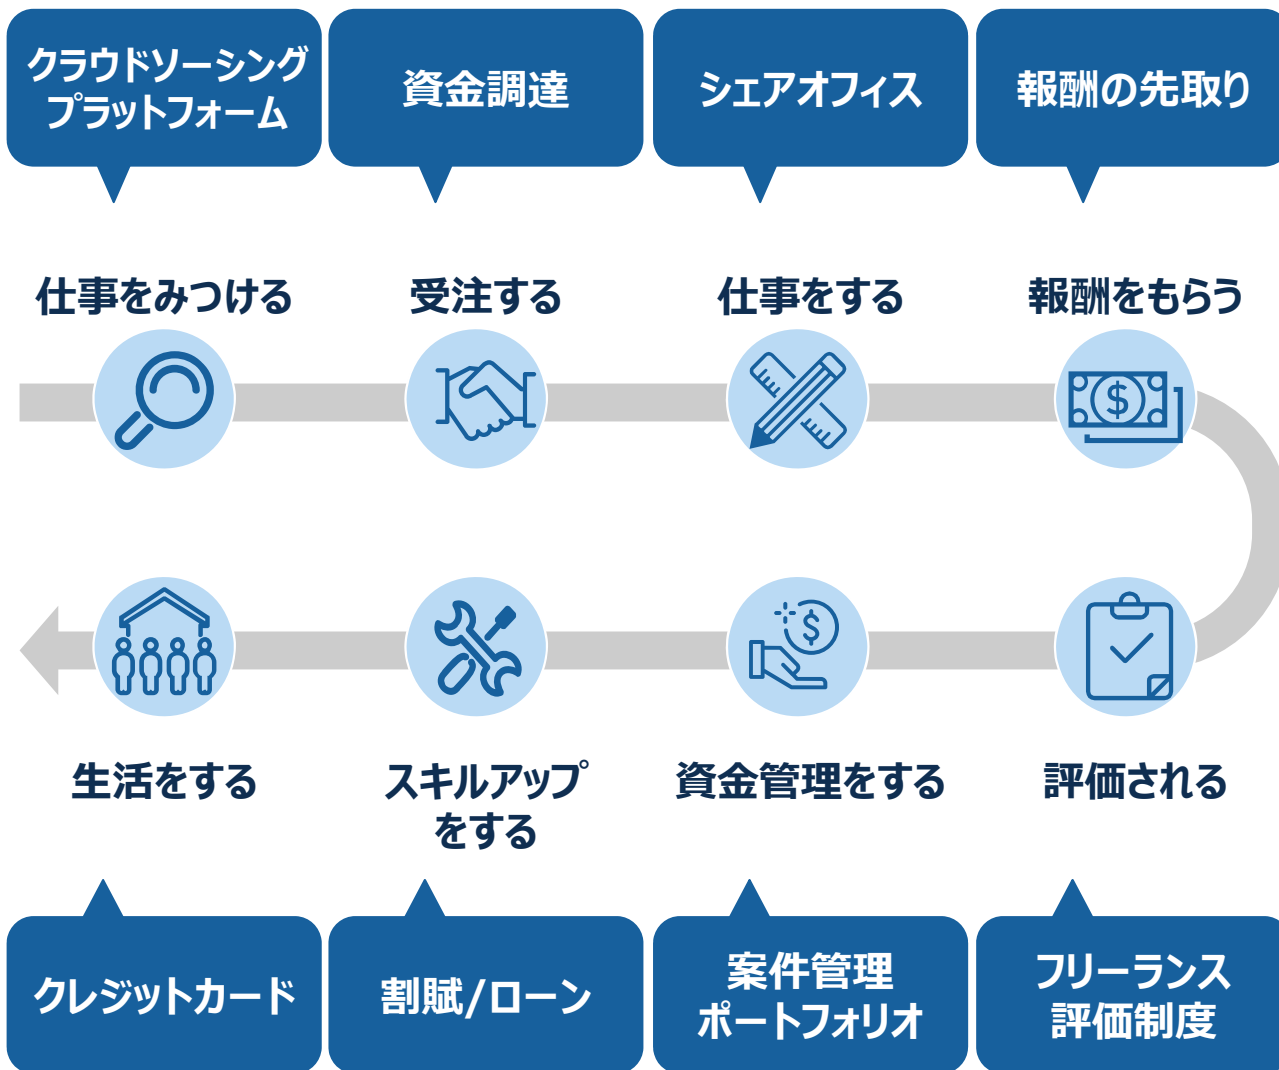 クラウドソーシング
プラットフォーム
資金調達
シェアオフィス
報酬の先取り
仕事をみつける
受注する
仕事をする
報酬をもらう
生活をする
スキルアップ
をする
資金管理をする
評価される
クレジットカード
割賦/ローン
案件管理
ポートフォリオ
フリーランス
評価制度